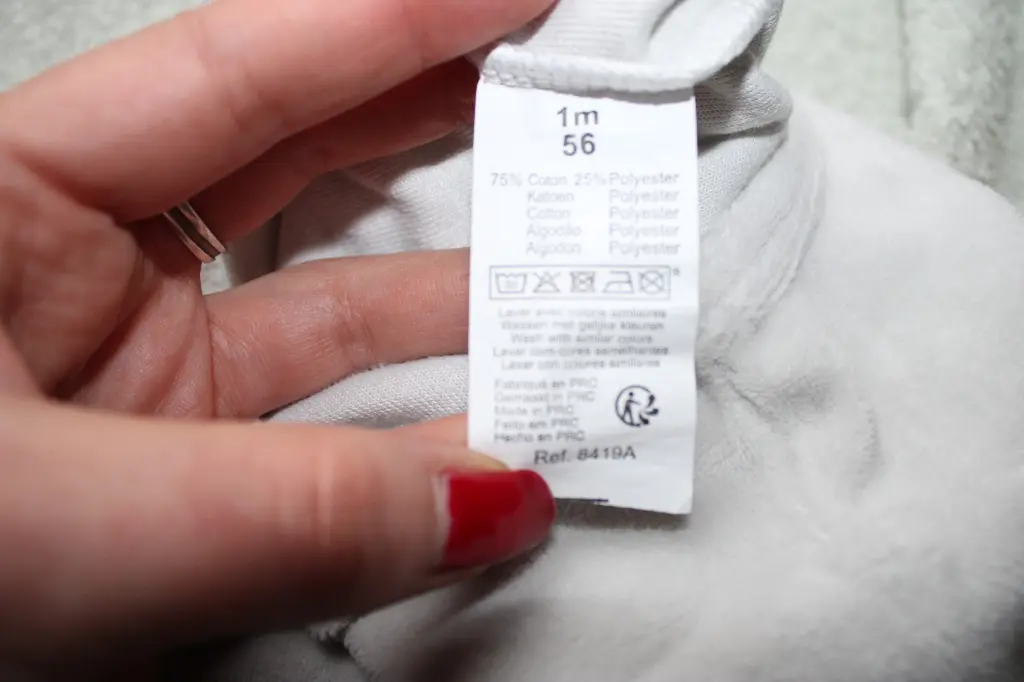 1m
56
75% Coton 25% Polyester
Katoen Polyester
Cotton Polyester
Algodão Polyester
Algodon Polyester
Laver avec coloris similaires
Wassen met gelijke kleuren
Wash with similar colors
Lavar com cores semelhantes
Lavar con colores similares
Fabriqué en PRC
Gemaakt in PRC
Made in PRC
Feito em PRC
Hecho en PRC
Ref. 8419A